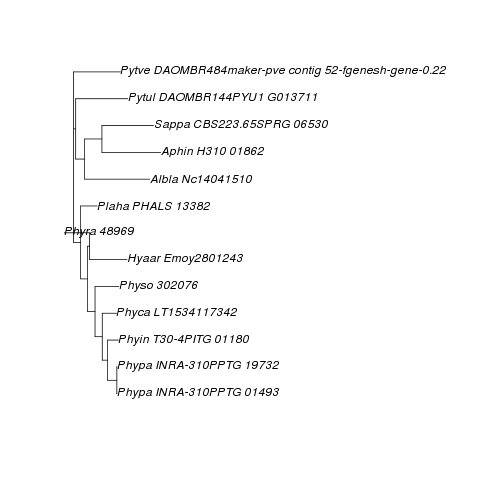 Pytve DAOMBR484maker-pve contig 52-fgenesh-gene-0.22
Pytul DAOMBR144PYU1 G013711
Sappa CBS223.65SPRG 06530
Aphin H310 01862
Albla Nc14041510
Plaha PHALS 13382
Phyra 48969
Hyaar Emoy2801243
Physo 302076
Phyca LT1534117342
Phyin T30-4PITG 01180
Phypa INRA-310PPTG 19732
Phypa INRA-310PPTG 01493